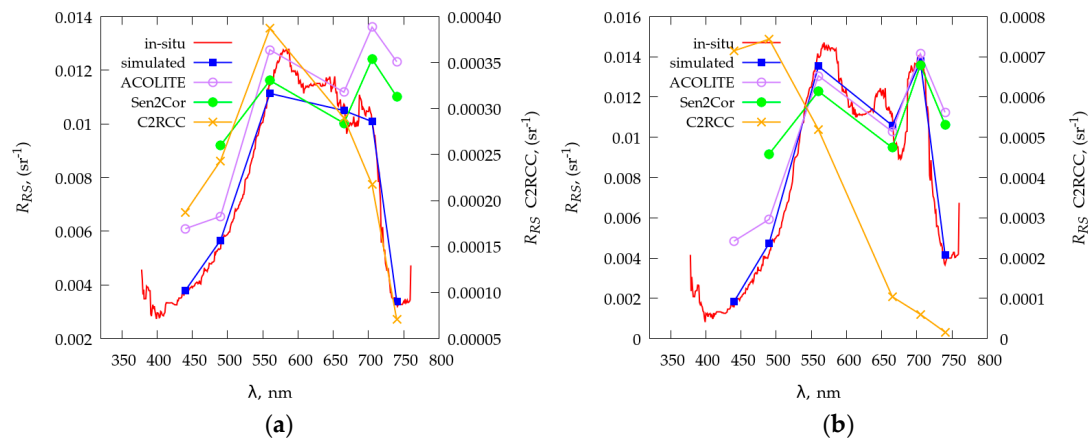 in-situ
simulated
ACOLITE
Sen2Cor
C2RCC
0.014
0.012
0.01
0.008
0.006
0.004
0.002
R_RS, (sr⁻¹)
0.00040
0.00035
0.00030
0.00025
0.00020
0.00015
0.00010
0.00005
R_RS C2RCC, (sr⁻¹)
350 400 450 500 550 600 650 700 750 800
λ, nm
(a)
in-situ
simulated
ACOLITE
Sen2Cor
C2RCC
0.016
0.014
0.012
0.01
0.008
0.006
0.004
0.002
0
R_RS, (sr⁻¹)
0.0008
0.0007
0.0006
0.0005
0.0004
0.0003
0.0002
0.0001
0
R_RS C2RCC, (sr⁻¹)
350 400 450 500 550 600 650 700 750 800
λ, nm
(b)